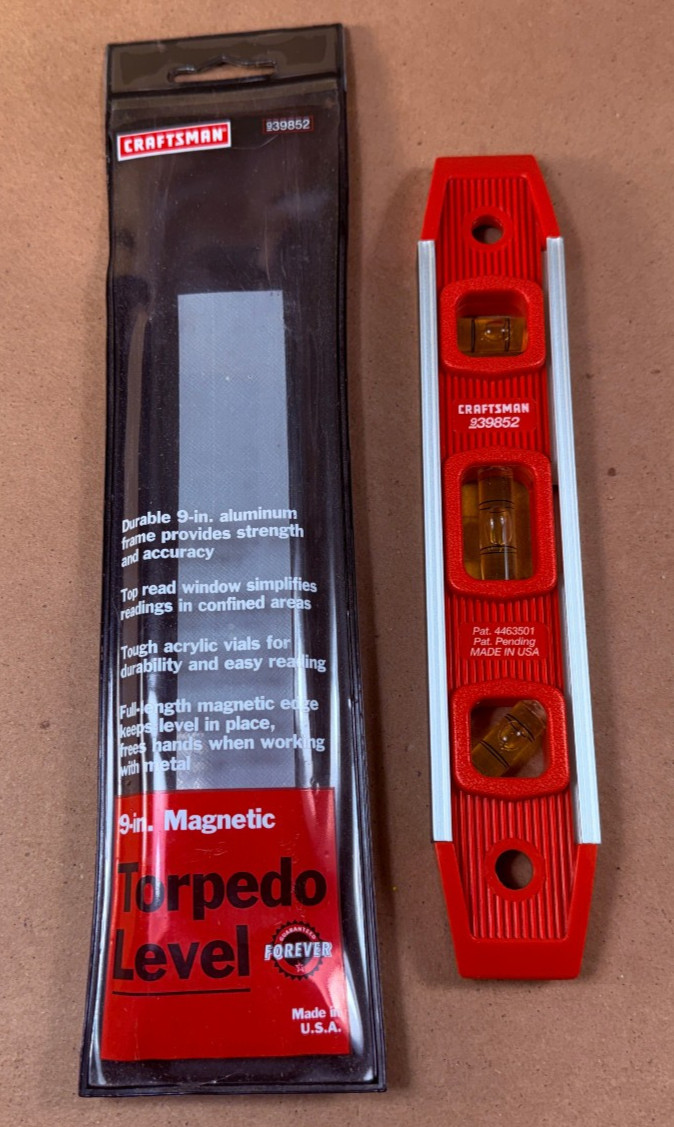 CRAFTSMAN
939852
Durable 9-in. aluminum
frame provides strength
and accuracy
Top read window simplifies
readings in confined areas
Tough acrylic vials for
durability and easy reading
Full-length magnetic edge
keeps level in place,
frees hands when working
with metal
9-in. Magnetic
Torpedo
Level
GUARANTEED
FOREVER
Made in
U.S.A.
CRAFTSMAN
939852
Pat. 4463501
Pat. Pending
MADE IN USA